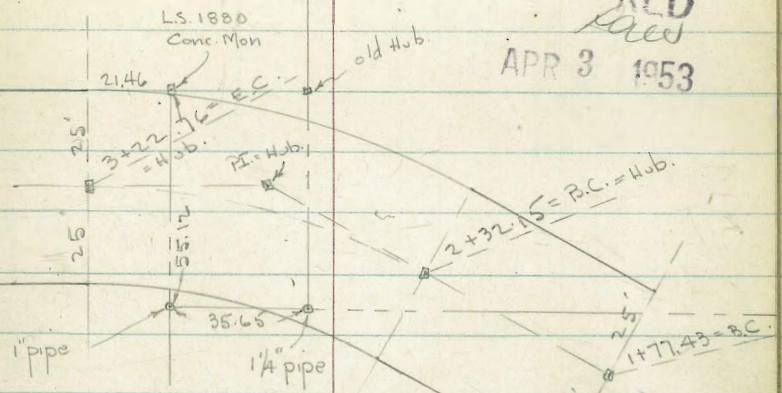 L.S. 1880
Conc. Mon
old Hub.
APR 3 1953
21.46
3+22.76 = E.C.
= Hub.
P.I. = Hub.
25'
25'
55.12
2+32.15 = B.C. = Hub.
35.65
25'
1+77.43 = B.C.
1" pipe
1¼" pipe